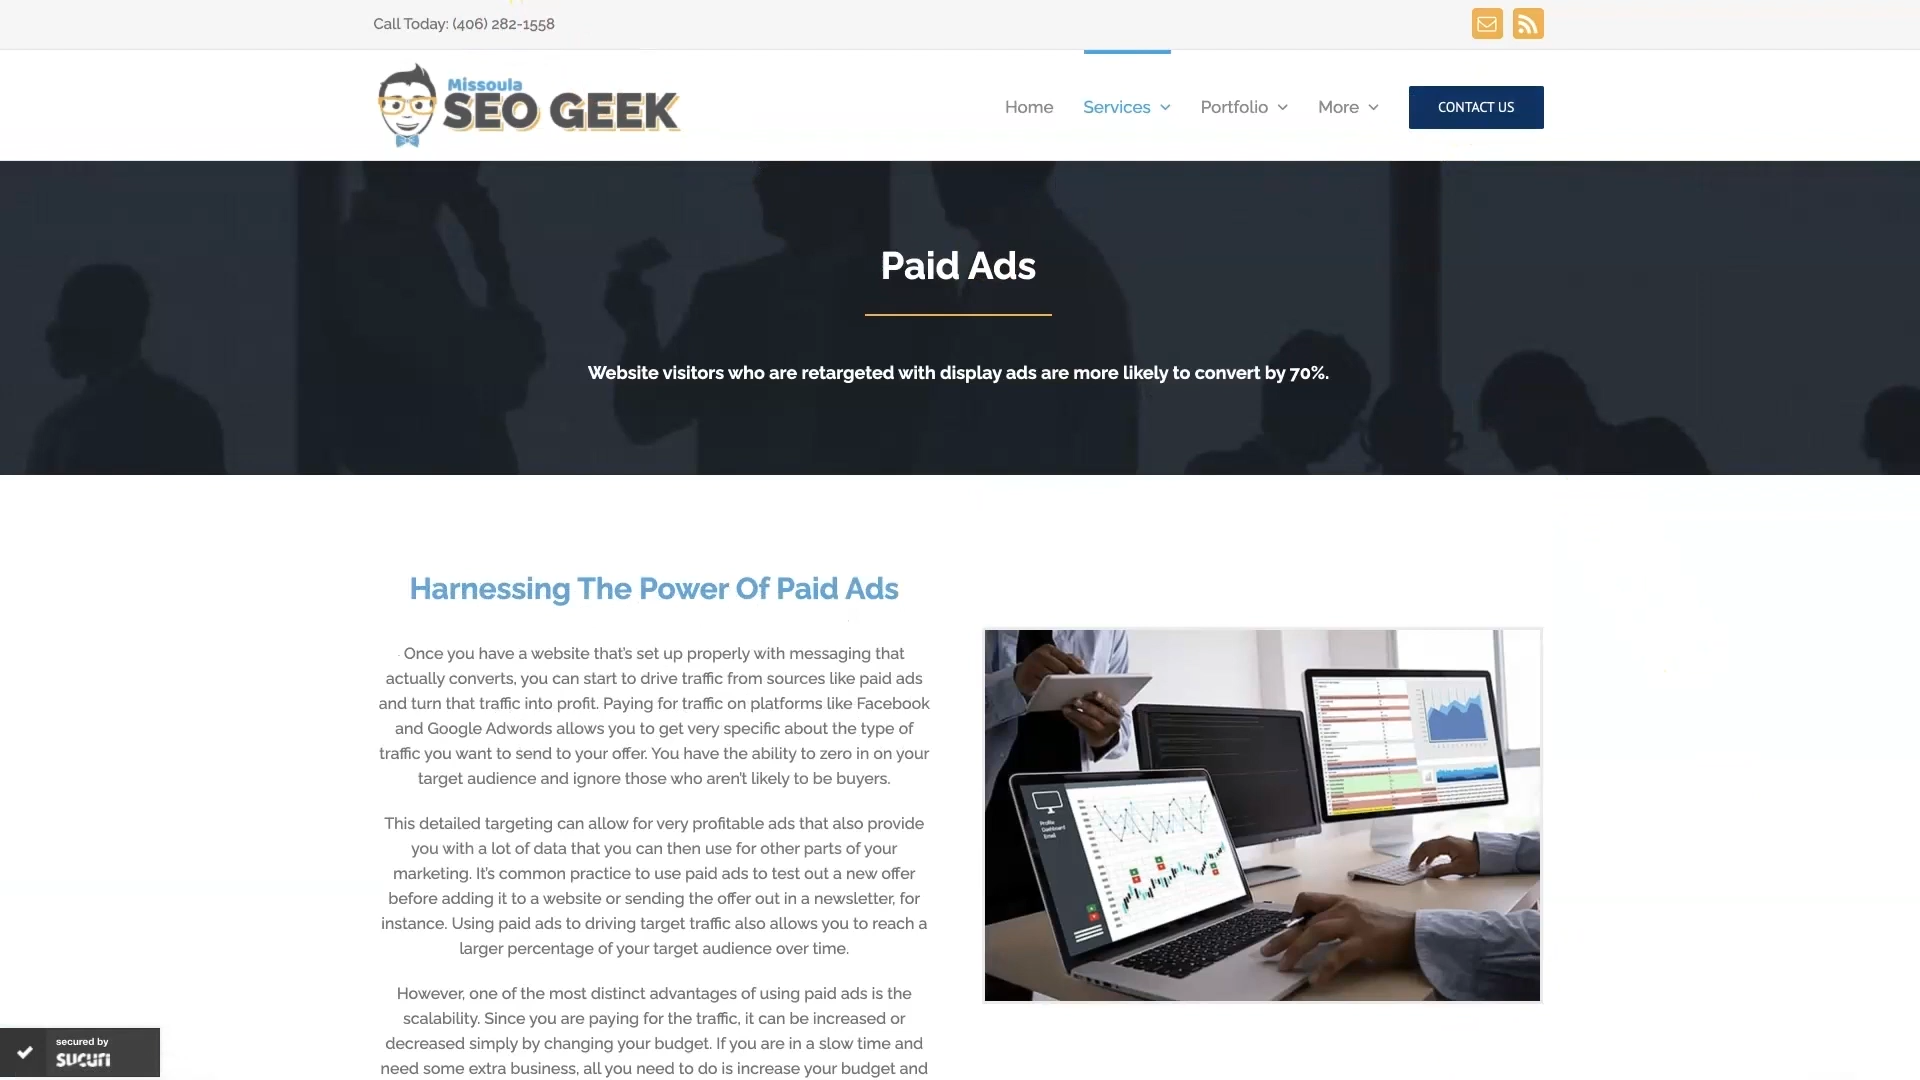 Call Today: (406) 282-1558
Missoula
SEO GEEK
Home
Services
Portfolio
More
CONTACT US
Paid Ads
Website visitors who are retargeted with display ads are more likely to convert by 70%.
Harnessing The Power Of Paid Ads
Once you have a website that's set up properly with messaging that
actually converts, you can start to drive traffic from sources like paid ads
and turn that traffic into profit. Paying for traffic on platforms like Facebook
and Google Adwords allows you to get very specific about the type of
traffic you want to send to your offer. You have the ability to zero in on your
target audience and ignore those who aren't likely to be buyers.
This detailed targeting can allow for very profitable ads that also provide
you with a lot of data that you can then use for other parts of your
marketing. It's common practice to use paid ads to test out a new offer
before adding it to a website or sending the offer out in a newsletter, for
instance. Using paid ads to driving target traffic also allows you to reach a
larger percentage of your target audience over time.
However, one of the most distinct advantages of using paid ads is the
scalability. Since you are paying for the traffic, it can be increased or
decreased simply by changing your budget. If you are in a slow time and
need some extra business, all you need to do is increase your budget and
Profile
Dashboard
Email
secured by
sucuri